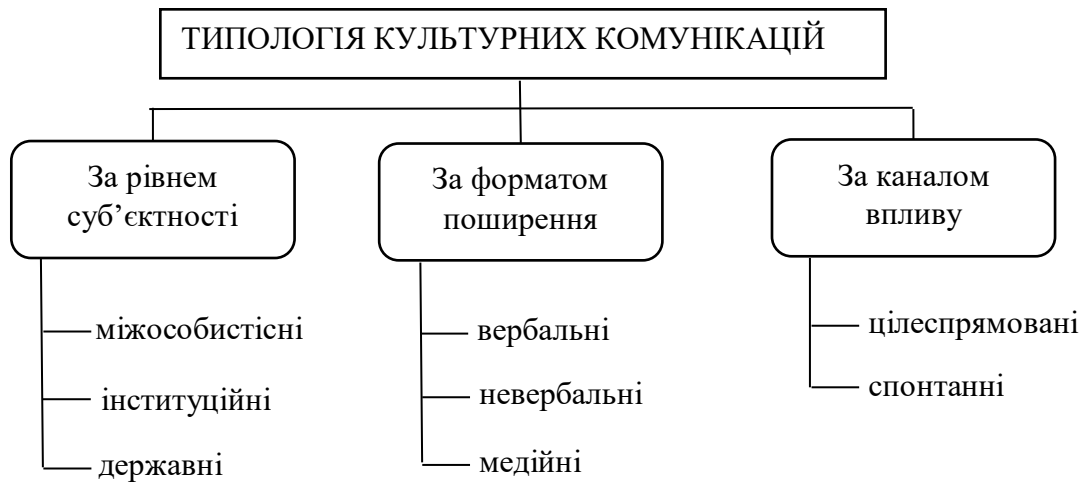 ТИПОЛОГІЯ КУЛЬТУРНИХ КОМУНІКАЦІЙ
За рівнем
суб’єктності
міжособистісні
інституційні
державні
За форматом
поширення
вербальні
невербальні
медійні
За каналом
впливу
цілеспрямовані
спонтанні